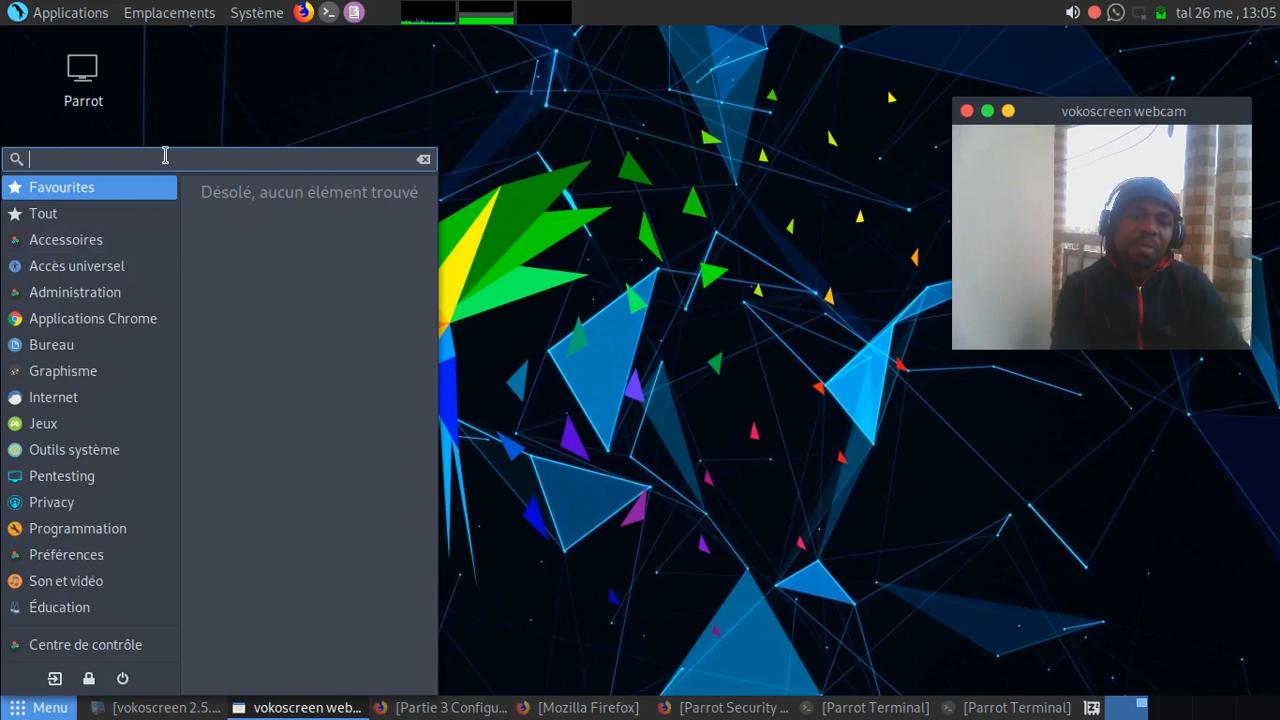 Applications Emplacements Système
tal 26 me , 13:05
Parrot
vokoscreen webcam
Favourites
Désolé, aucun élément trouvé
Tout
Accessoires
Accès universel
Administration
Applications Chrome
Bureau
Graphisme
Internet
Jeux
Outils système
Pentesting
Privacy
Programmation
Préférences
Son et vidéo
Éducation
Centre de contrôle
Menu [vokoscreen 2.5.... vokoscreen web... [Partie 3 Configu... [Mozilla Firefox] [Parrot Security ... [Parrot Terminal] [Parrot Terminal]